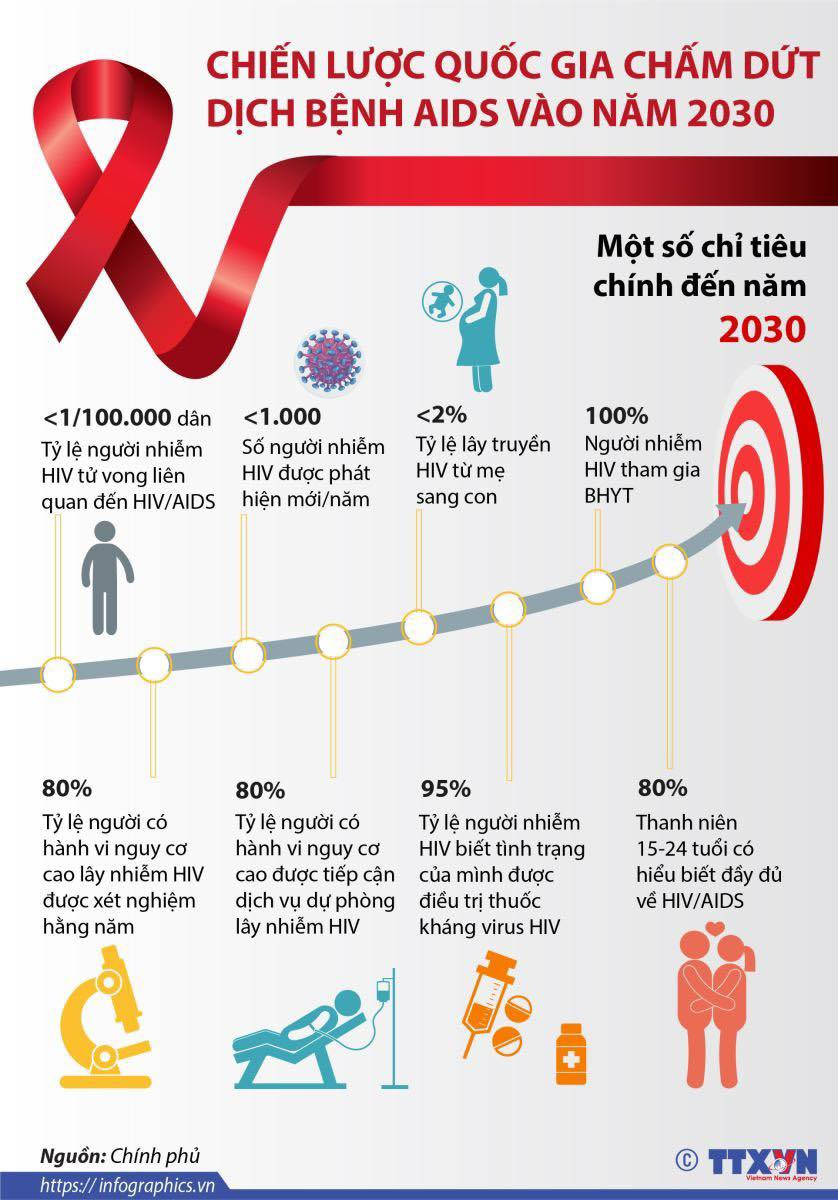 CHIẾN LƯỢC QUỐC GIA CHẤM DỨT
DỊCH BỆNH AIDS VÀO NĂM 2030
Một số chỉ tiêu
chính đến năm
2030
<1/100.000 dân
Tỷ lệ người nhiễm
HIV tử vong liên
quan đến HIV/AIDS
<1.000
Số người nhiễm
HIV được phát
hiện mới/năm
<2%
Tỷ lệ lây truyền
HIV từ mẹ
sang con
100%
Người nhiễm
HIV tham gia
BHYT
80%
Tỷ lệ người có
hành vi nguy cơ
cao lây nhiễm HIV
được xét nghiệm
hằng năm
80%
Tỷ lệ người có
hành vi nguy cơ
cao được tiếp cận
dịch vụ dự phòng
lây nhiễm HIV
95%
Tỷ lệ người nhiễm
HIV biết tình trạng
của mình được
điều trị thuốc
kháng virus HIV
80%
Thanh niên
15-24 tuổi có
hiểu biết đầy đủ
về HIV/AIDS
Nguồn: Chính phủ
https://infographics.vn
© TTXVN
Vietnam News Agency